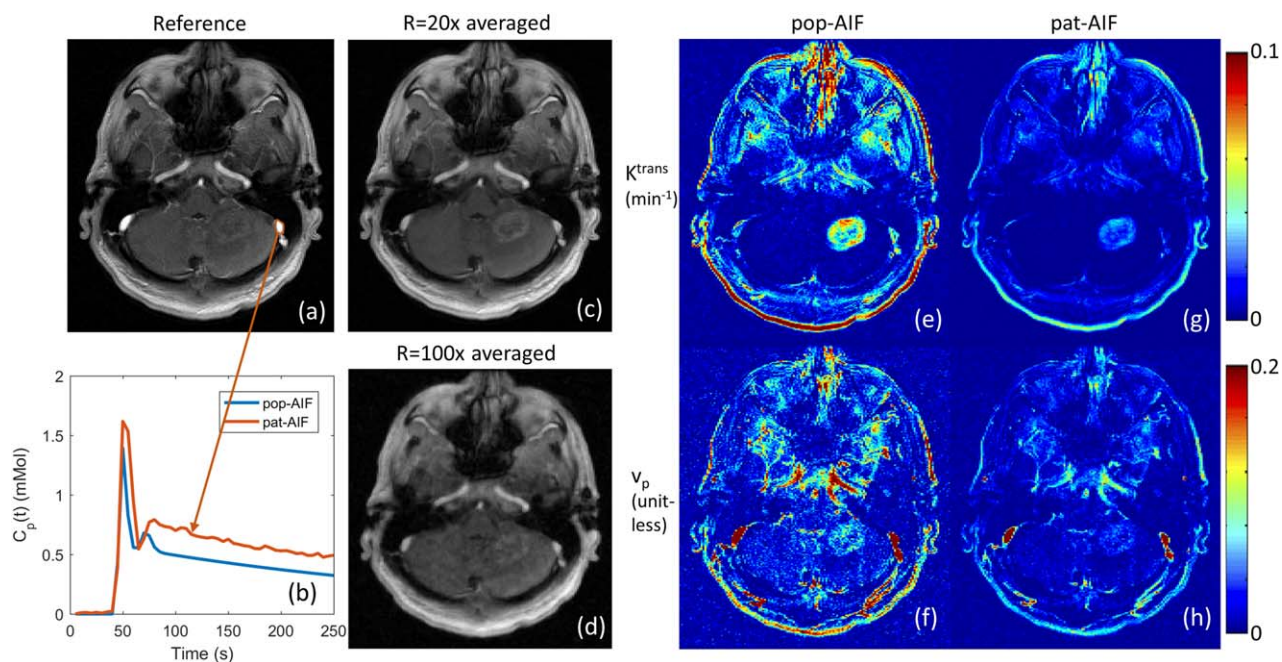 Reference
R=20x averaged
pop-AIF
pat-AIF
(a)
(c)
K^trans
(min⁻¹)
(e)
(g)
0.1
0
R=100x averaged
2
1.5
1
0.5
0
C_p(t) (mMol)
pop-AIF
pat-AIF
(b)
0
50
100
150
200
250
Time (s)
(d)
v_p
(unit-
less)
(f)
(h)
0.2
0